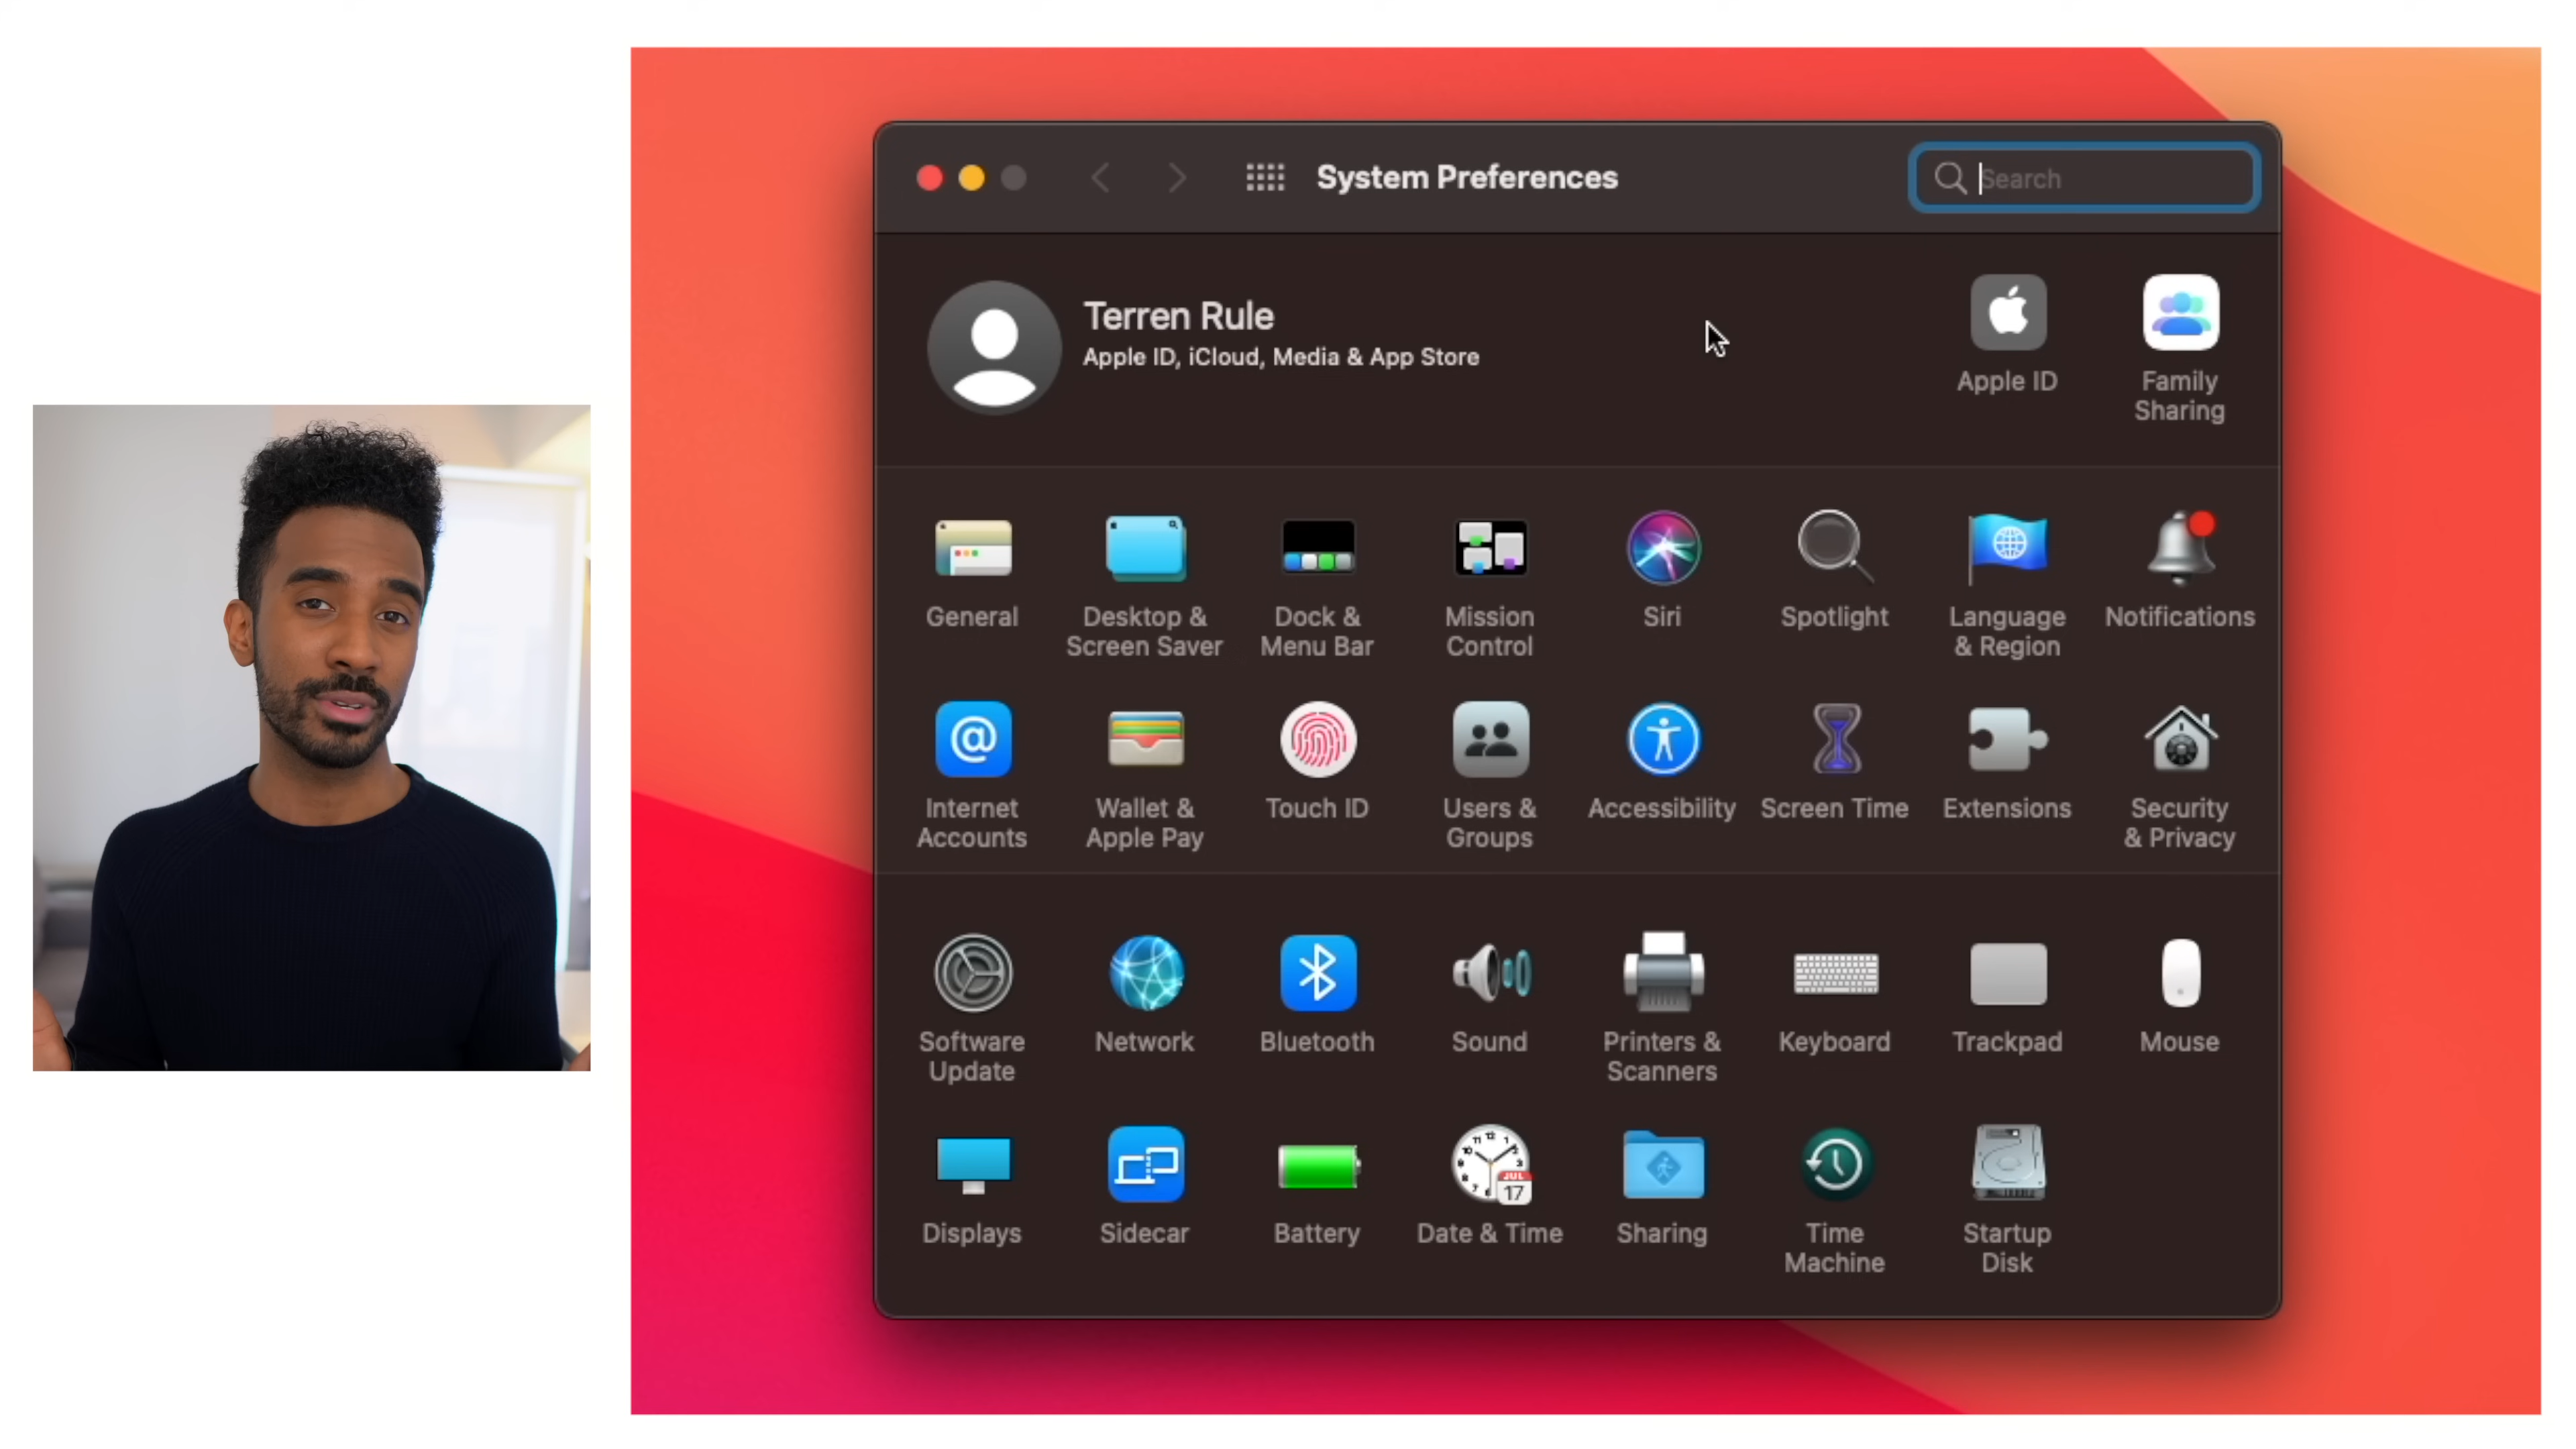 System Preferences
Search
Terren Rule
Apple ID, iCloud, Media & App Store
Apple ID
Family
Sharing
General
Desktop &
Screen Saver
Dock &
Menu Bar
Mission
Control
Siri
Spotlight
Language
& Region
Notifications
Internet
Accounts
Wallet &
Apple Pay
Touch ID
Users &
Groups
Accessibility
Screen Time
Extensions
Security
& Privacy
Software
Update
Network
Bluetooth
Sound
Printers &
Scanners
Keyboard
Trackpad
Mouse
Displays
Sidecar
Battery
JUL
17
Date & Time
Sharing
Time
Machine
Startup
Disk